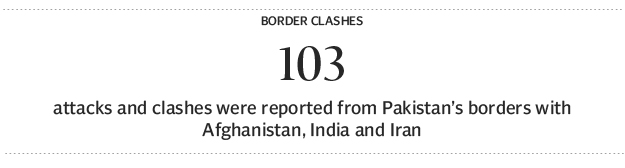 BORDER CLASHES
103
attacks and clashes were reported from Pakistan's borders with
Afghanistan, India and Iran